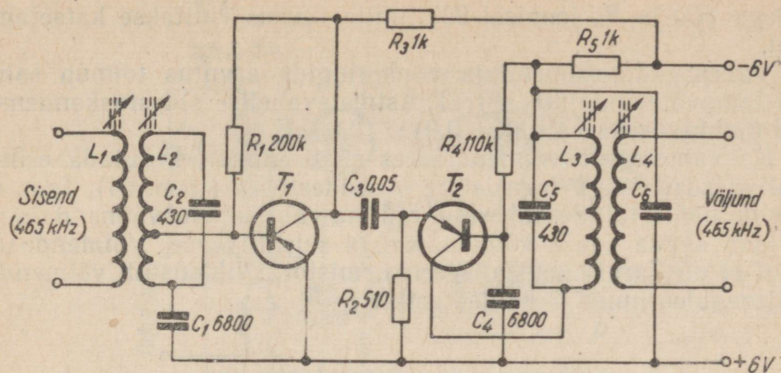 R₃ 1k
R₅ 1k
−6V
R₁ 200k
R₄ 110k
L₁
L₂
L₃
L₄
C₂
430
T₁
C₃ 0,05
T₂
C₅
430
C₆
Sisend
(465 kHz)
Väljund
(465 kHz)
R₂ 510
C₁ 6800
C₄ 6800
+6V